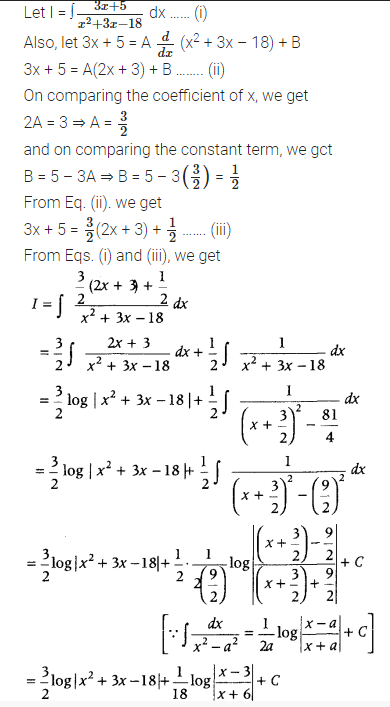 Let I = ∫ 3x+5 / x²+3x−18 dx ...... (i)
Also, let 3x + 5 = A d/dx (x² + 3x − 18) + B
3x + 5 = A(2x + 3) + B ........ (ii)
On comparing the coefficient of x, we get
2A = 3 ⇒ A = 3/2
and on comparing the constant term, we gct
B = 5 − 3A ⇒ B = 5 − 3(3/2) = 1/2
From Eq. (ii). we get
3x + 5 = 3/2(2x + 3) + 1/2 ....... (iii)
From Eqs. (i) and (iii), we get
I = ∫ (3/2 (2x + 3) + 1/2) / (x² + 3x − 18) dx
= 3/2 ∫ (2x + 3) / (x² + 3x − 18) dx + 1/2 ∫ 1 / (x² + 3x − 18) dx
= 3/2 log | x² + 3x − 18 | + 1/2 ∫ 1 / ((x + 3/2)² − 81/4) dx
= 3/2 log | x² + 3x − 18 | + 1/2 ∫ 1 / ((x + 3/2)² − (9/2)²) dx
= 3/2 log|x² + 3x − 18| + 1/2 · 1 / 2(9/2) log |((x + 3/2) − 9/2) / ((x + 3/2) + 9/2)| + C
[∵ ∫ dx / (x² − a²) = 1/2a log |(x − a) / (x + a)| + C]
= 3/2 log|x² + 3x − 18| + 1/18 log |(x − 3) / (x + 6)| + C